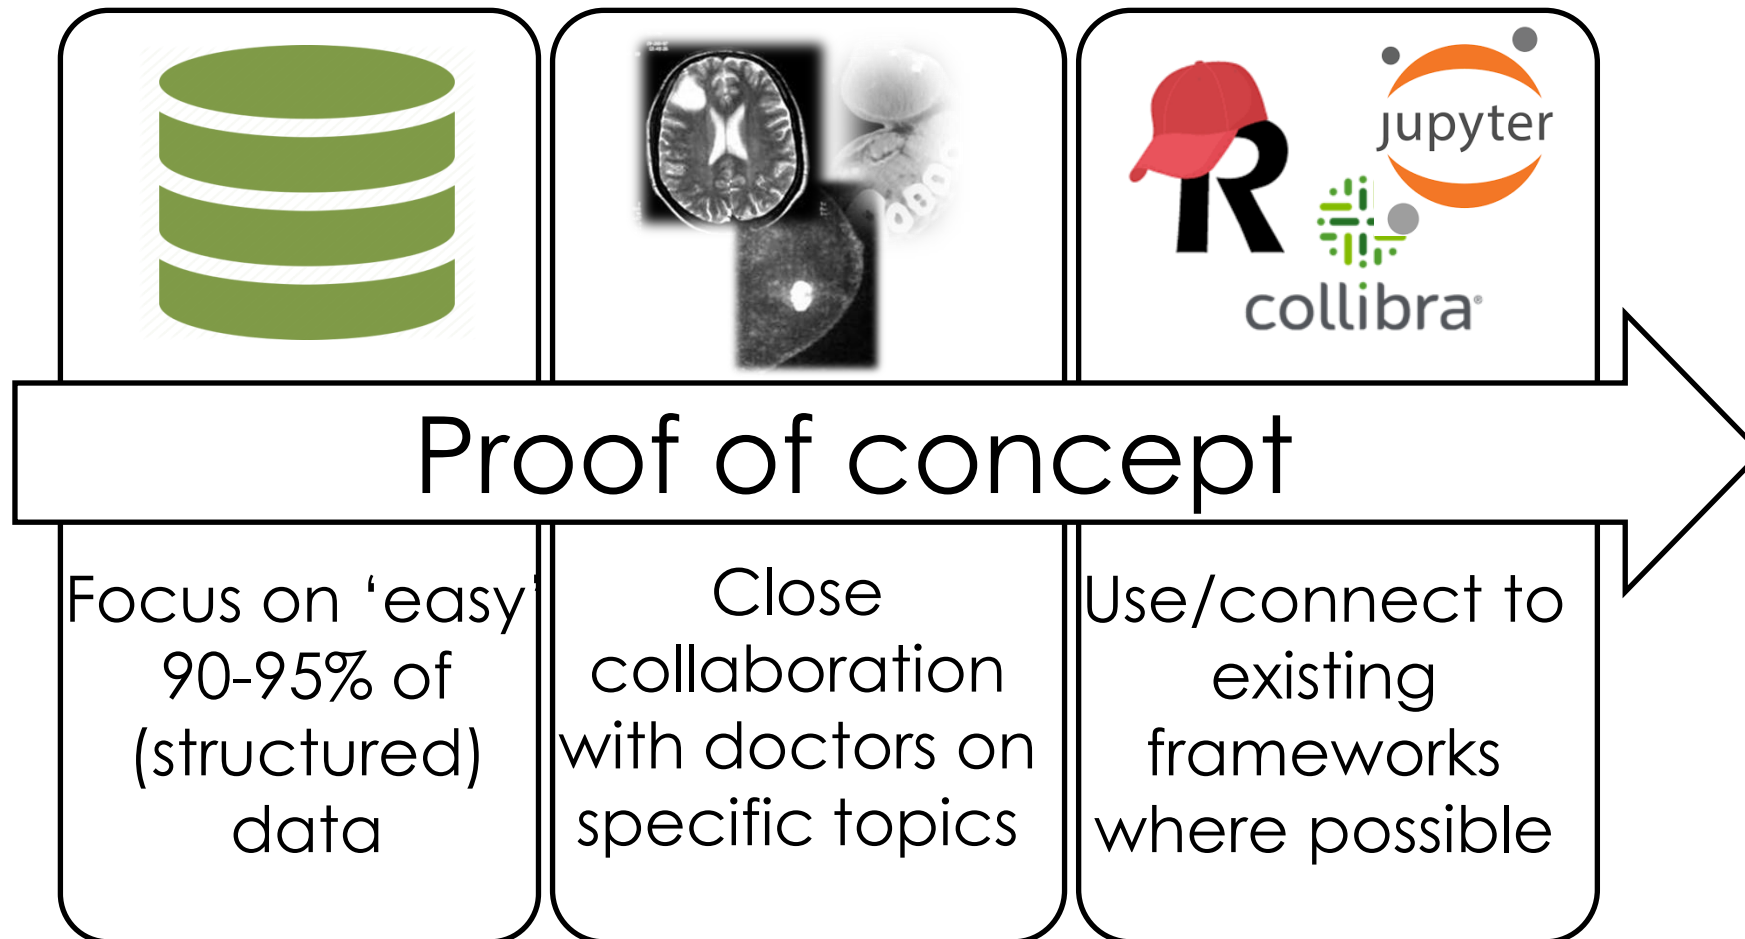 jupyter
R
collibra
Proof of concept
Focus on ‘easy’
90-95% of
(structured)
data
Close
collaboration
with doctors on
specific topics
Use/connect to
existing
frameworks
where possible